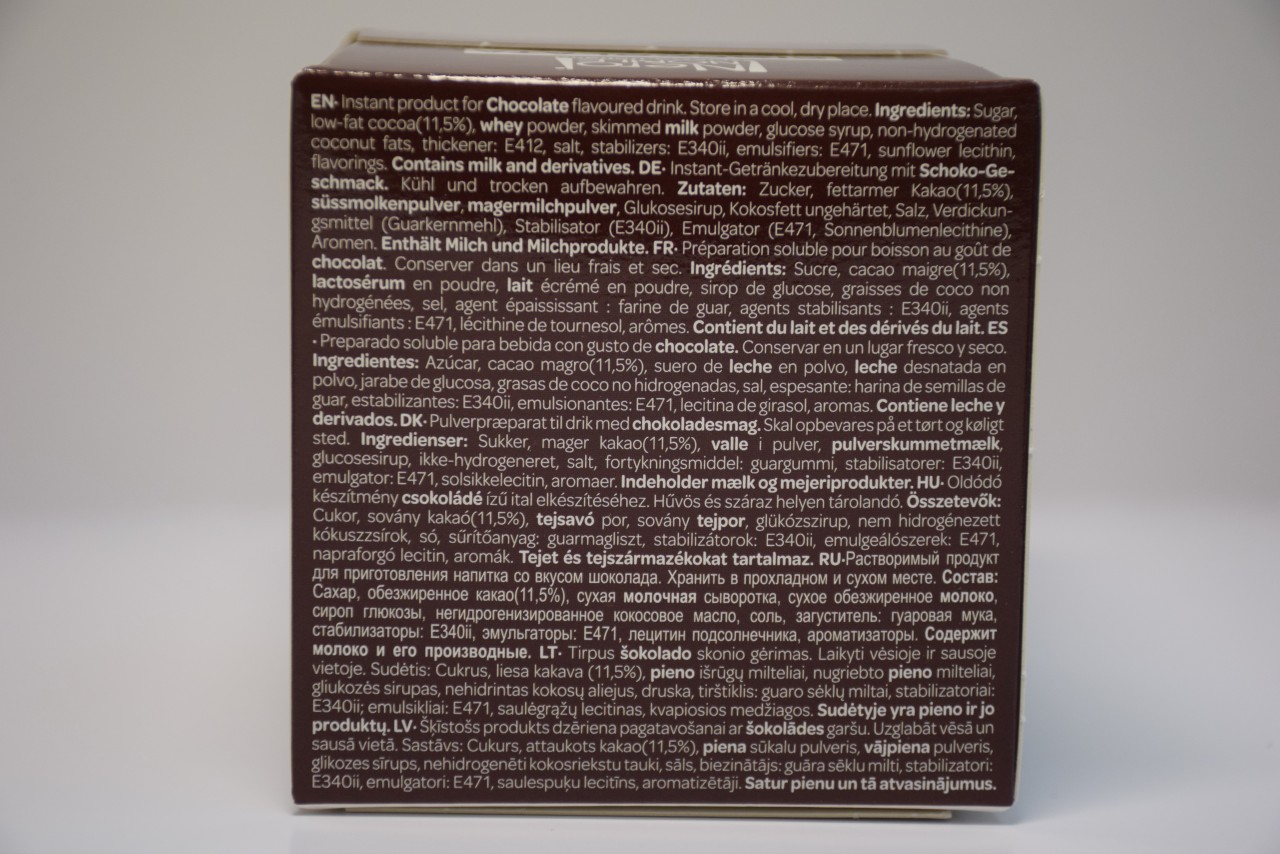 EN• Instant product for Chocolate flavoured drink. Store in a cool, dry place. Ingredients: Sugar,
low-fat cocoa(11,5%), whey powder, skimmed milk powder, glucose syrup, non-hydrogenated
coconut fats, thickener: E412, salt, stabilizers: E340ii, emulsifiers: E471, sunflower lecithin,
flavorings. Contains milk and derivatives. DE• Instant-Getränkezubereitung mit Schoko-Ge-
schmack. Kühl und trocken aufbewahren. Zutaten: Zucker, fettarmer Kakao(11,5%),
süssmolkenpulver, magermilchpulver, Glukosesirup, Kokosfett ungehärtet, Salz, Verdickun-
gsmittel (Guarkernmehl), Stabilisator (E340ii), Emulgator (E471, Sonnenblumenlecithine),
Aromen. Enthält Milch und Milchprodukte. FR• Préparation soluble pour boisson au goût de
chocolat. Conserver dans un lieu frais et sec. Ingrédients: Sucre, cacao maigre(11,5%),
lactosérum en poudre, lait écrémé en poudre, sirop de glucose, graisses de coco non
hydrogénées, sel, agent épaississant : farine de guar, agents stabilisants : E340ii, agents
émulsifiants : E471, lécithine de tournesol, arômes. Contient du lait et des dérivés du lait. ES
• Preparado soluble para bebida con gusto de chocolate. Conservar en un lugar fresco y seco.
Ingredientes: Azúcar, cacao magro(11,5%), suero de leche en polvo, leche desnatada en
polvo, jarabe de glucosa, grasas de coco no hidrogenadas, sal, espesante: harina de semillas de
guar, estabilizantes: E340ii, emulsionantes: E471, lecitina de girasol, aromas. Contiene leche y
derivados. DK• Pulverpræparat til drik med chokoladesmag. Skal opbevares på et tørt og køligt
sted. Ingredienser: Sukker, mager kakao(11,5%), valle i pulver, pulverskummetmælk,
glucosesirup, ikke-hydrogeneret, salt, fortykningsmiddel: guargummi, stabilisatorer: E340ii,
emulgator: E471, solsikkelecitin, aromaer. Indeholder mælk og mejeriprodukter. HU• Oldódó
készítmény csokoládé ízű ital elkészítéséhez. Hűvös és száraz helyen tárolandó. Összetevők:
Cukor, sovány kakaó(11,5%), tejsavó por, sovány tejpor, glükózszirup, nem hidrogénezett
kókuszzsírok, só, sűrítőanyag: guarmagliszt, stabilizátorok: E340ii, emulgeálószerek: E471,
napraforgó lecitin, aromák. Tejet és tejszármazékokat tartalmaz. RU•Растворимый продукт
для приготовления напитка со вкусом шоколада. Хранить в прохладном и сухом месте. Состав:
Сахар, обезжиренное какао(11,5%), сухая молочная сыворотка, сухое обезжиренное молоко,
сироп глюкозы, негидрогенизированное кокосовое масло, соль, загуститель: гуаровая мука,
стабилизаторы: E340ii, эмульгаторы: E471, лецитин подсолнечника, ароматизаторы. Содержит
молоко и его производные. LT• Tirpus šokolado skonio gėrimas. Laikyti vėsioje ir sausoje
vietoje. Sudėtis: Cukrus, liesa kakava (11,5%), pieno išrūgų milteliai, nugriebto pieno milteliai,
gliukozės sirupas, nehidrintas kokosų aliejus, druska, tirštiklis: guaro sėklų miltai, stabilizatoriai:
E340ii; emulsikliai: E471, saulėgrąžų lecitinas, kvapiosios medžiagos. Sudėtyje yra pieno ir jo
produktų. LV• Šķīstošs produkts dzēriena pagatavošanai ar šokolādes garšu. Uzglabāt vēsā un
sausā vietā. Sastāvs: Cukurs, attaukots kakao(11,5%), piena sūkalu pulveris, vājpiena pulveris,
glikozes sīrups, nehidrogenēti kokosriekstu tauki, sāls, biezinātājs: guāra sēklu milti, stabilizatori:
E340ii, emulgatori: E471, saulespuķu lecitīns, aromatizētāji. Satur pienu un tā atvasinājumus.